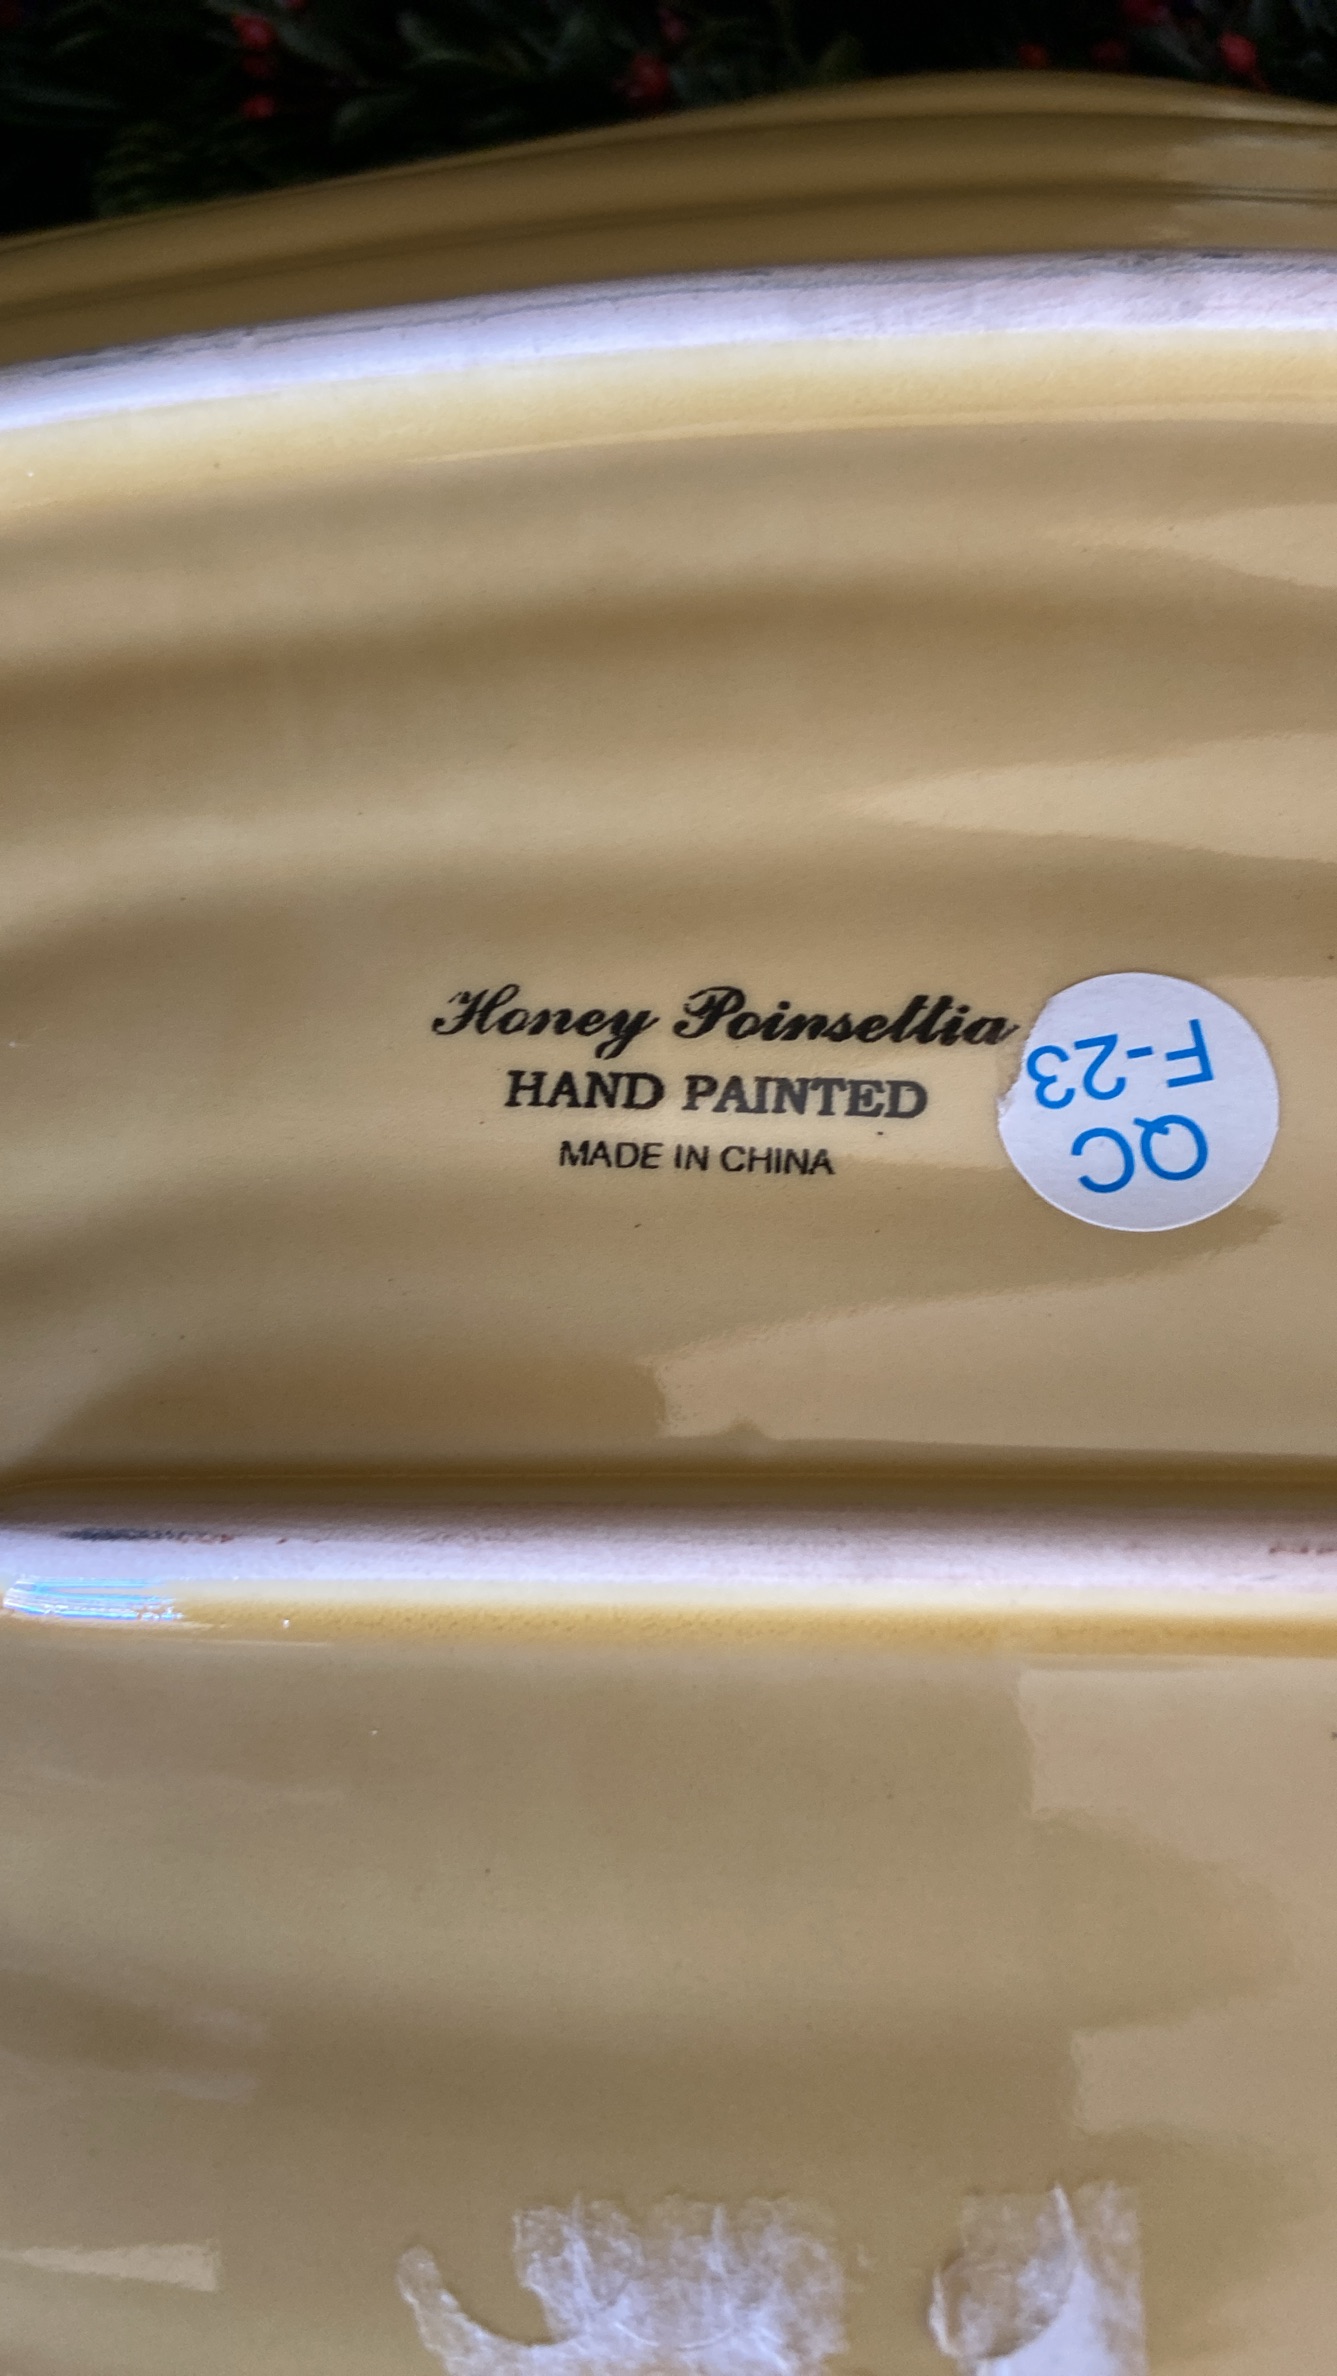 Honey Poinsettia
HAND PAINTED
MADE IN CHINA
QC
F-23